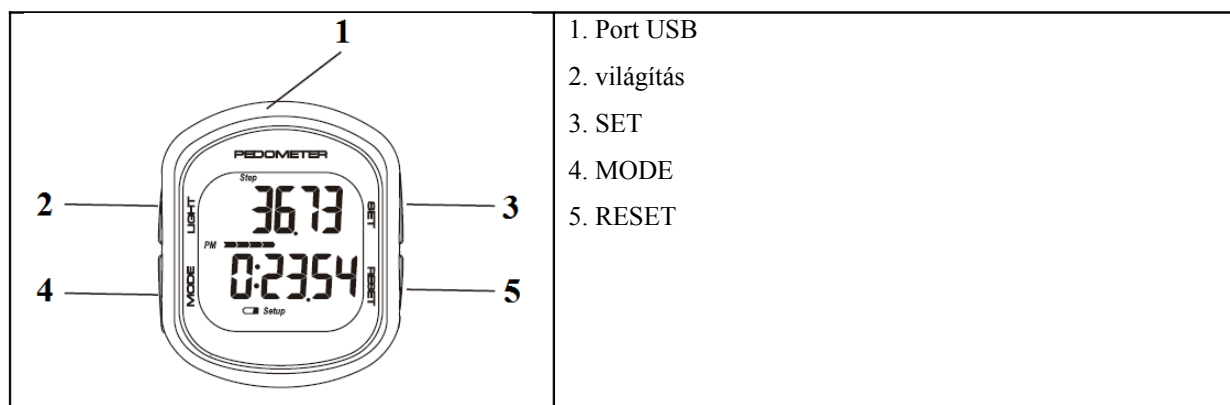 1
PEDOMETER
Step
LIGHT
36.73
SET
2
3
PM
MODE
0:23.54
RESET
4
5
Setup
1. Port USB
2. világítás
3. SET
4. MODE
5. RESET